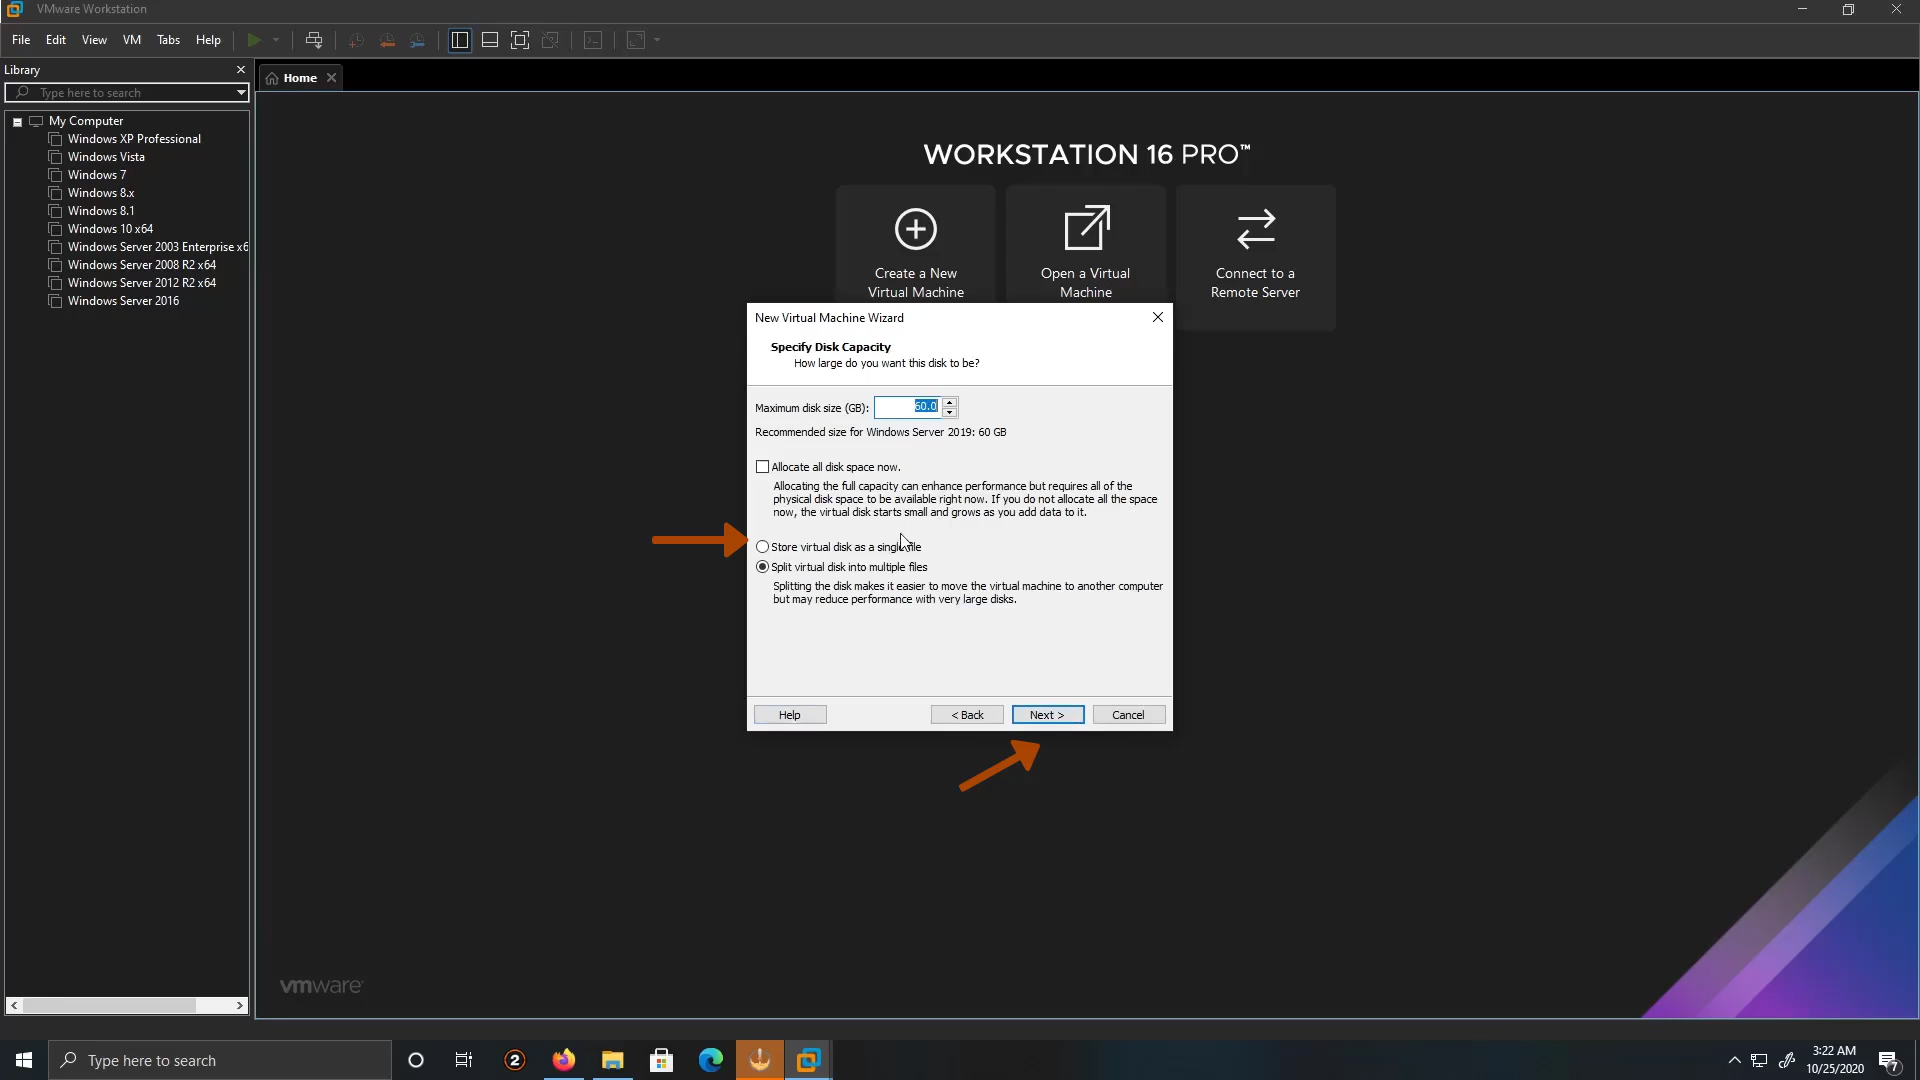 VMware Workstation
File Edit View VM Tabs Help
Library
Type here to search
My Computer
Windows XP Professional
Windows Vista
Windows 7
Windows 8.x
Windows 8.1
Windows 10 x64
Windows Server 2003 Enterprise x6
Windows Server 2008 R2 x64
Windows Server 2012 R2 x64
Windows Server 2016
Home
WORKSTATION 16 PRO™
Create a New
Virtual Machine
Open a Virtual
Machine
Connect to a
Remote Server
New Virtual Machine Wizard
Specify Disk Capacity
How large do you want this disk to be?
Maximum disk size (GB): 60.0
Recommended size for Windows Server 2019: 60 GB
Allocate all disk space now.
Allocating the full capacity can enhance performance but requires all of the
physical disk space to be available right now. If you do not allocate all the space
now, the virtual disk starts small and grows as you add data to it.
Store virtual disk as a single file
Split virtual disk into multiple files
Splitting the disk makes it easier to move the virtual machine to another computer
but may reduce performance with very large disks.
Help
< Back
Next >
Cancel
vmware
Type here to search
2
3:22 AM
10/25/2020
7